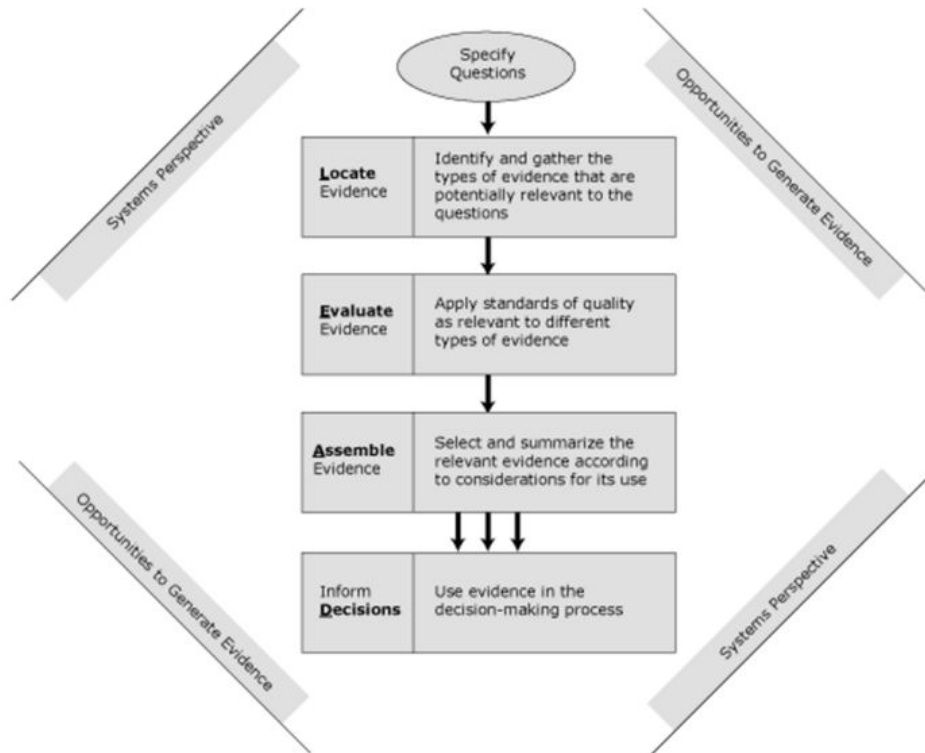 Specify
Questions
Systems Perspective
Opportunities to Generate Evidence
Locate
Evidence
Identify and gather the
types of evidence that are
potentially relevant to the
questions
Evaluate
Evidence
Apply standards of quality
as relevant to different
types of evidence
Assemble
Evidence
Select and summarize the
relevant evidence according
to considerations for its use
Inform
Decisions
Use evidence in the
decision-making process
Opportunities to Generate Evidence
Systems Perspective